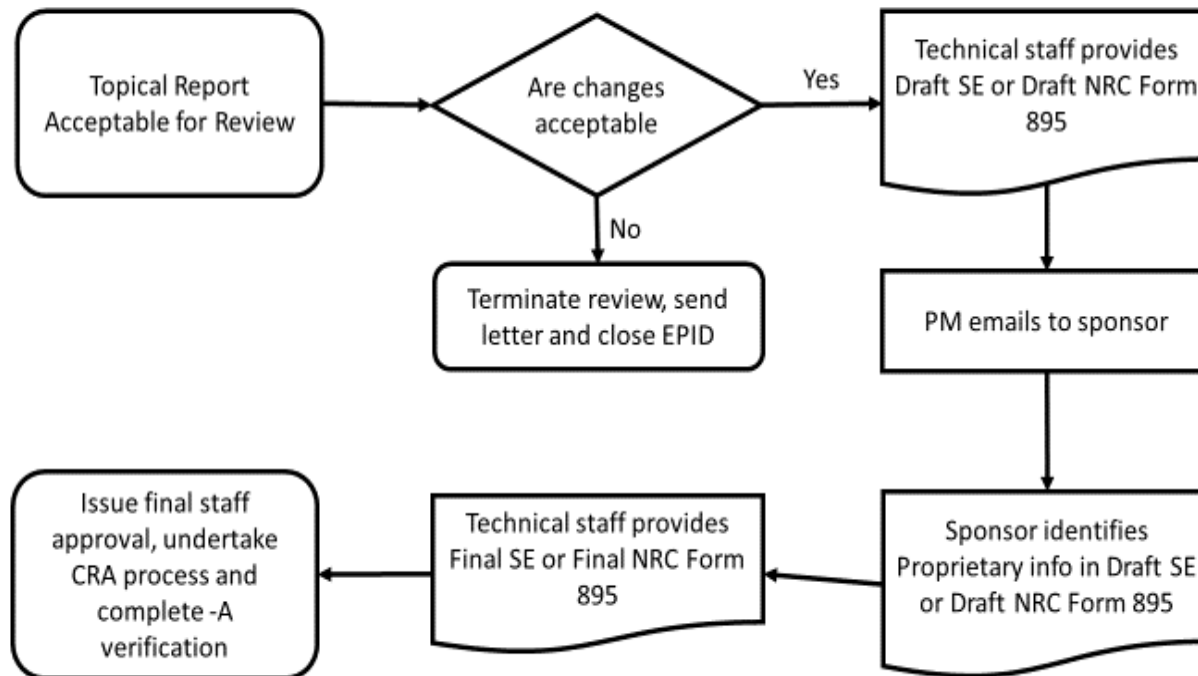 Topical Report
Acceptable for Review
Are changes
acceptable
Yes
Technical staff provides
Draft SE or Draft NRC Form
895
No
Terminate review, send
letter and close EPID
PM emails to sponsor
Sponsor identifies
Proprietary info in Draft SE
or Draft NRC Form 895
Technical staff provides
Final SE or Final NRC Form
895
Issue final staff
approval, undertake
CRA process and
complete -A
verification